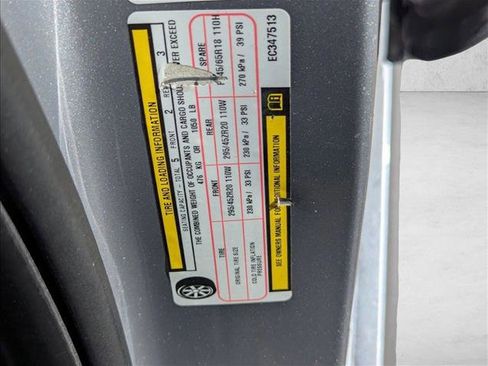 TIRE AND LOADING INFORMATION
SEATING CAPACITY - TOTAL 5 FRONT 2 REAR 3
THE COMBINED WEIGHT OF OCCUPANTS AND CARGO SHOULD NEVER EXCEED
476 KG OR 1050 LB
TIRE FRONT REAR SPARE
ORIGINAL TIRE SIZE 295/45ZR20 110W 295/45ZR20 110W 45/65R18 110H
COLD TIRE INFLATION PRESSURE 230 kPa / 33 PSI 230 kPa / 33 PSI 270 kPa / 39 PSI
SEE OWNERS MANUAL FOR ADDITIONAL INFORMATION
EC347513